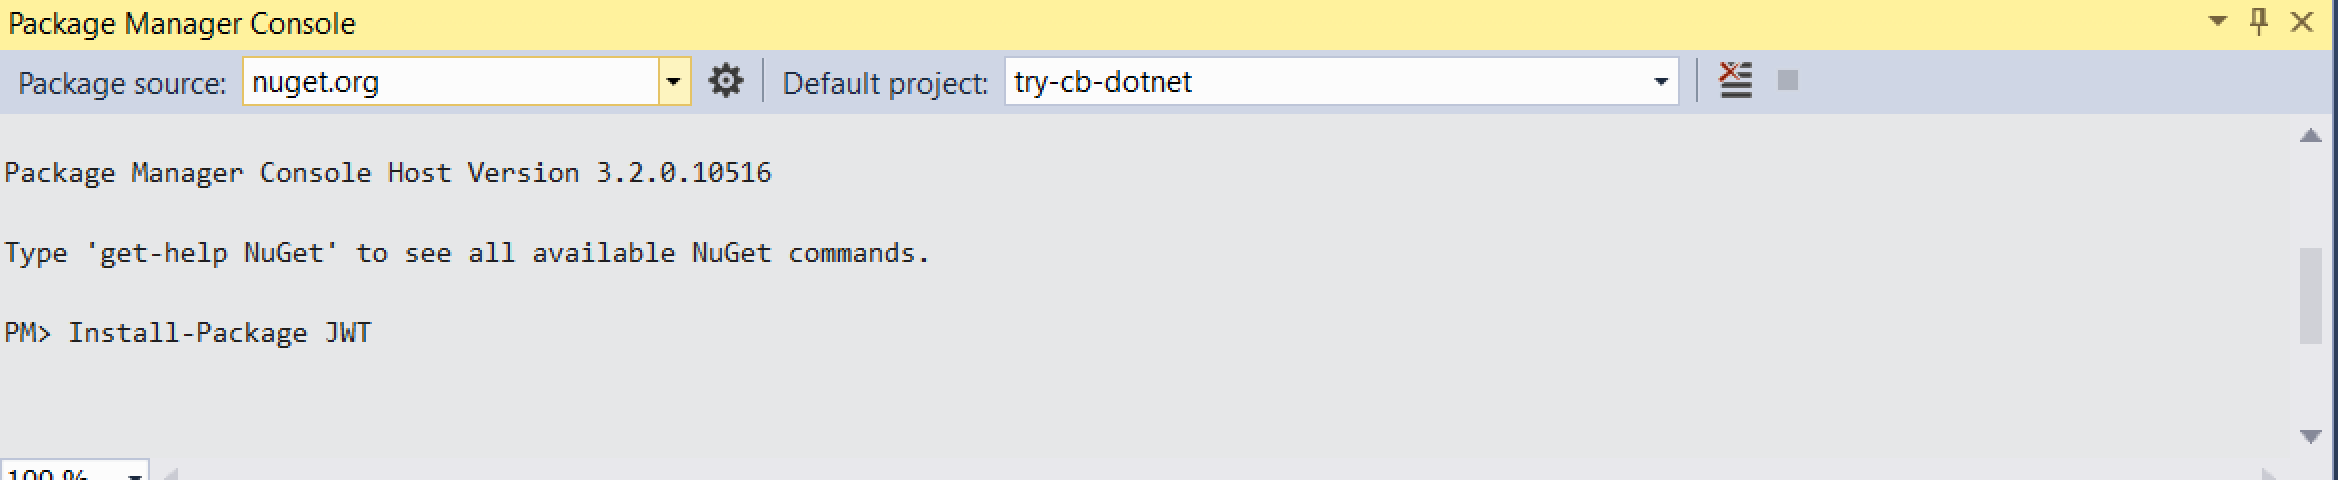 Package Manager Console
Package source: nuget.org Default project: try-cb-dotnet
Package Manager Console Host Version 3.2.0.10516
Type 'get-help NuGet' to see all available NuGet commands.
PM> Install-Package JWT
100 %